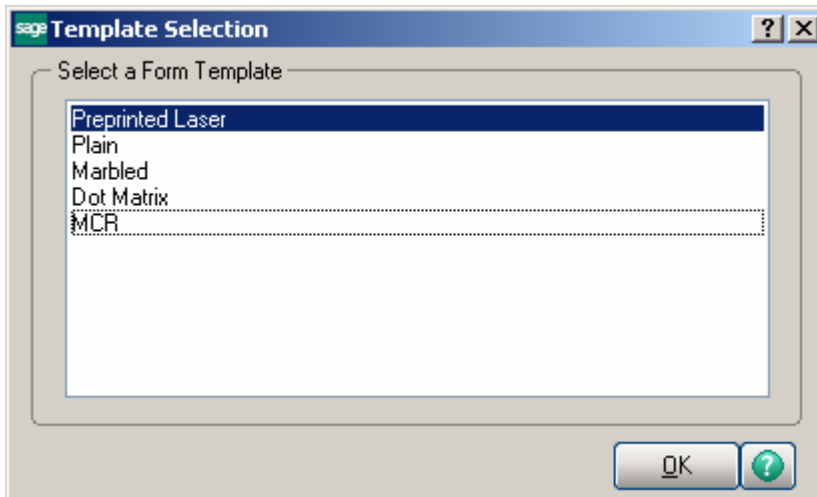 sage Template Selection ? X
Select a Form Template
Preprinted Laser
Plain
Marbled
Dot Matrix
MCR
OK ?